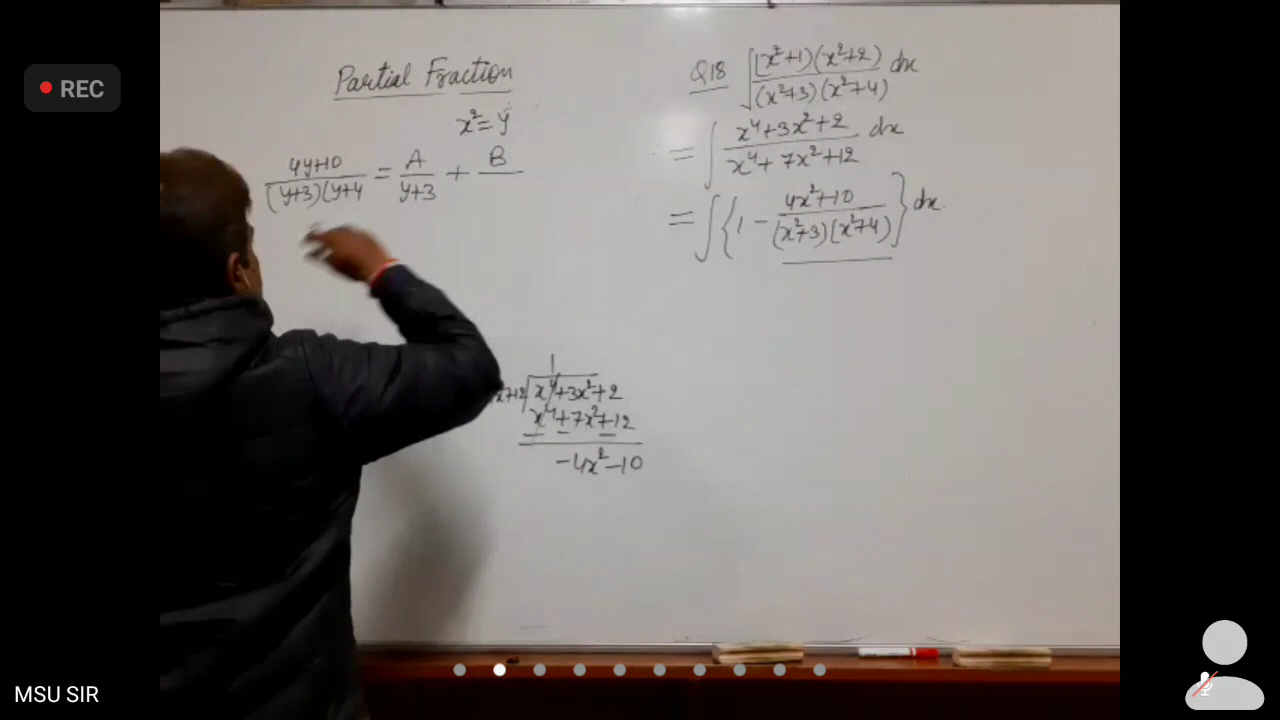 REC
Partial Fraction
x² = y
(4y+10)/((y+3)(y+4) = A/(y+3) + B/
Q18 ∫ (x²+1)(x²+2)/((x²+3)(x²+4)) dx
= ∫ (x⁴+3x²+2)/(x⁴+7x²+12) dx
= ∫ {1 - (4x²+10)/((x²+3)(x²+4))} dx.
1
x⁴+3x²+2
x⁴+7x²+12
- - -
-4x²-10
MSU SIR